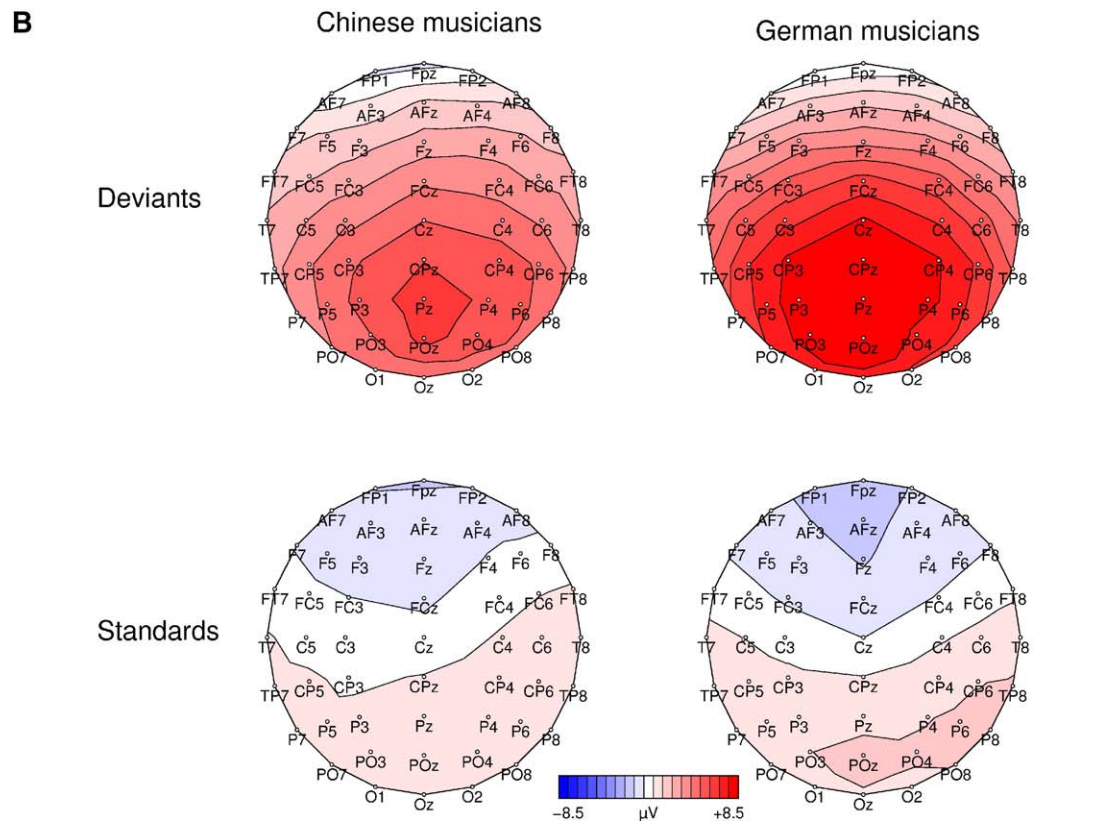 B
Chinese musicians
German musicians
Deviants
FP1 Fpz FP2
AF7 AF3 AFz AF4 AF8
F7 F5 F3 Fz F4 F6 F8
FT7 FC5 FC3 FCz FC4 FC6 FT8
T7 C5 C3 Cz C4 C6 T8
TP7 CP5 CP3 CPz CP4 CP6 TP8
P7 P5 P3 Pz P4 P6 P8
PO7 PO3 POz PO4 PO8
O1 Oz O2
FP1 Fpz FP2
AF7 AF3 AFz AF4 AF8
F7 F5 F3 Fz F4 F6 F8
FT7 FC5 FC3 FCz FC4 FC6 FT8
T7 C5 C3 Cz C4 C6 T8
TP7 CP5 CP3 CPz CP4 CP6 TP8
P7 P5 P3 Pz P4 P6 P8
PO7 PO3 POz PO4 PO8
O1 Oz O2
Standards
FP1 Fpz FP2
AF7 AF3 AFz AF4 AF8
F7 F5 F3 Fz F4 F6 F8
FT7 FC5 FC3 FCz FC4 FC6 FT8
T7 C5 C3 Cz C4 C6 T8
TP7 CP5 CP3 CPz CP4 CP6 TP8
P7 P5 P3 Pz P4 P6 P8
PO7 PO3 POz PO4 PO8
O1 Oz O2
FP1 Fpz FP2
AF7 AF3 AFz AF4 AF8
F7 F5 F3 Fz F4 F6 F8
FT7 FC5 FC3 FCz FC4 FC6 FT8
T7 C5 C3 Cz C4 C6 T8
TP7 CP5 CP3 CPz CP4 CP6 TP8
P7 P5 P3 Pz P4 P6 P8
PO7 PO3 POz PO4 PO8
O1 Oz O2
−8.5 µV +8.5